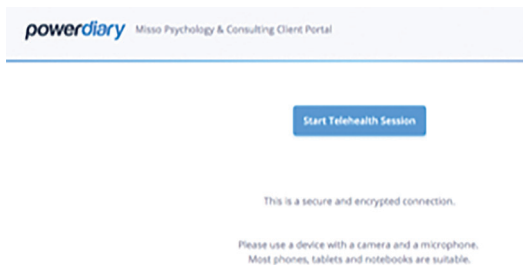 powerdiary Misso Psychology & Consulting Client Portal
Start Telehealth Session
This is a secure and encrypted connection.
Please use a device with a camera and a microphone.
Most phones, tablets and notebooks are suitable.